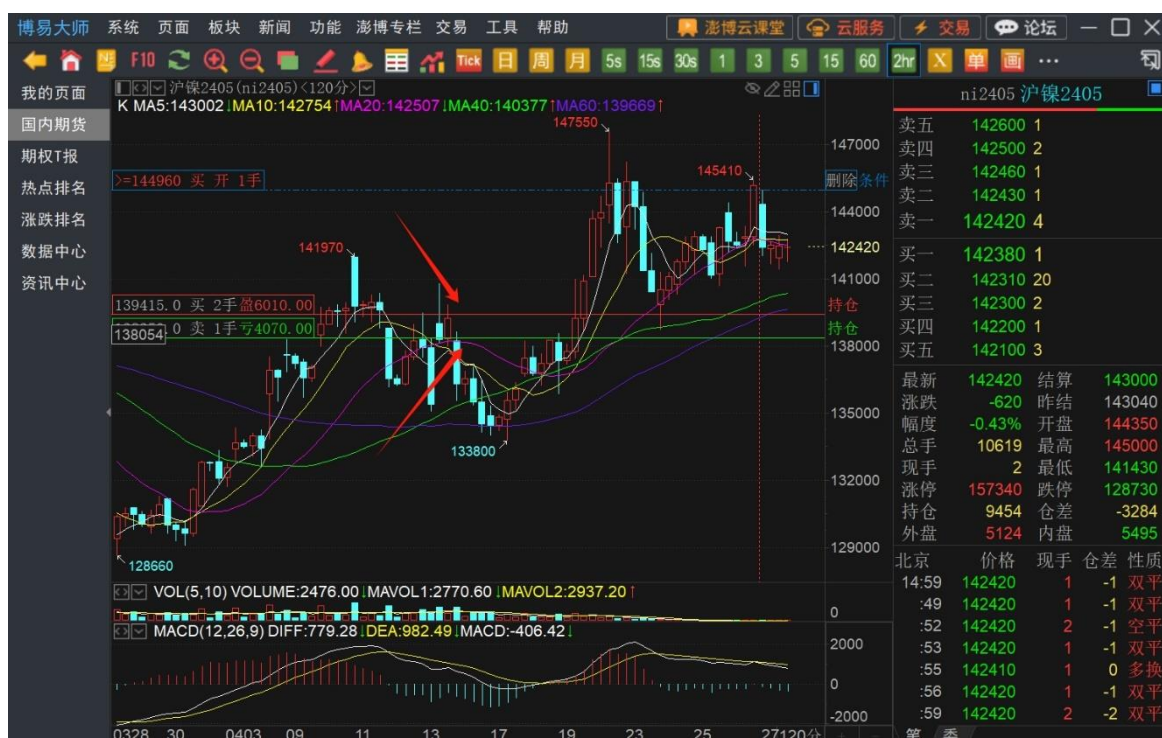 博易大师 系统 页面 板块 新闻 功能 澎博专栏 交易 工具 帮助 澎博云课堂 云服务 交易 论坛
F10 Tick 日 周 月 5s 15s 30s 1 3 5 15 60 2hr X 单 画 ...
我的页面
国内期货
期权T报
热点排名
涨跌排名
数据中心
资讯中心
沪镍2405(ni2405)<120分>
K MA5:143002↓MA10:142754↑MA20:142507↓MA40:140377↑MA60:139669↑
147550
147000
145410
>=144960 买 开 1手
删除条件
144000
142420
141970
141000
139415.0 买 2手盈6010.00
持仓
.0 卖 1手亏4070.00
持仓
138054
138000
135000
133800
132000
129000
128660
VOL(5,10) VOLUME:2476.00↓MAVOL1:2770.60↓MAVOL2:2937.20↑
0
MACD(12,26,9) DIFF:779.28↓DEA:982.49↓MACD:-406.42↓
2000
0
-2000
0328 30 0403 09 11 13 17 19 23 25 27 120分
ni2405 沪镍2405
卖五 142600 1
卖四 142500 2
卖三 142460 1
卖二 142430 1
卖一 142420 4
买一 142380 1
买二 142310 20
买三 142300 2
买四 142200 1
买五 142100 3
最新 142420 结算 143000
涨跌 -620 昨结 143040
幅度 -0.43% 开盘 144350
总手 10619 最高 145000
现手 2 最低 141430
涨停 157340 跌停 128730
持仓 9454 仓差 -3284
外盘 5124 内盘 5495
北京 价格 现手 仓差 性质
14:59 142420 1 -1 双平
:49 142420 1 -1 双平
:52 142420 2 -1 空平
:53 142420 1 -1 双平
:55 142410 1 0 多换
:56 142420 1 -1 双平
:59 142420 2 -2 双平